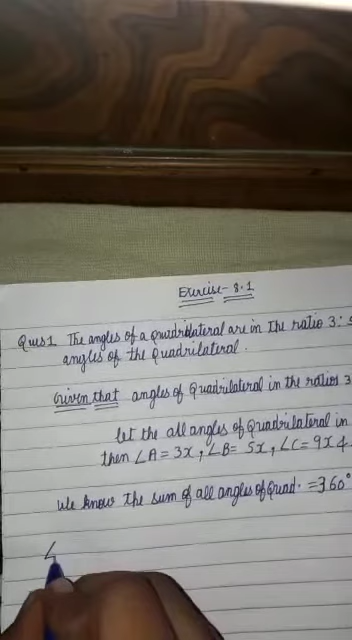 Exercise - 8.1
Ques 1 The angles of a quadrilateral are in the ratio 3:
angles of the Quadrilateral.
Given that angles of Quadrilateral in the ratios 3
let the all angles of Quadrilateral in
then ∠A = 3x, ∠B = 5x, ∠C = 9x &
We know the sum of all angles of Quad. = 360°
∠